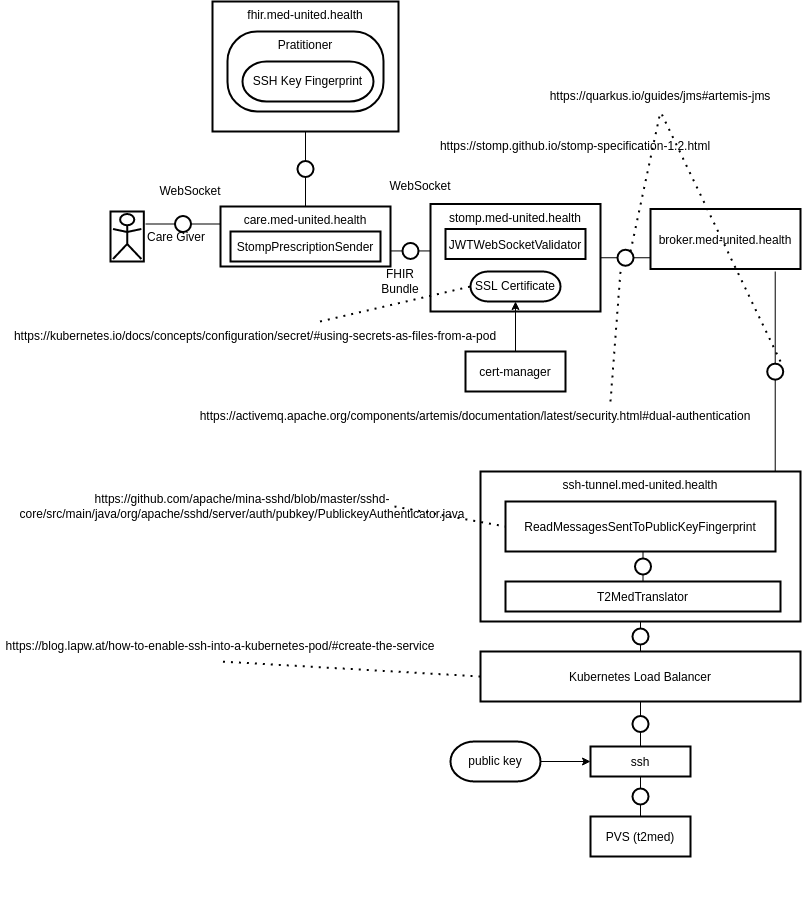 fhir.med-united.health
Pratitioner
SSH Key Fingerprint
https://quarkus.io/guides/jms#artemis-jms
https://stomp.github.io/stomp-specification-1.2.html
WebSocket
WebSocket
care.med-united.health
StompPrescriptionSender
Care Giver
stomp.med-united.health
JWTWebSocketValidator
SSL Certificate
broker.med-united.health
FHIR
Bundle
https://kubernetes.io/docs/concepts/configuration/secret/#using-secrets-as-files-from-a-pod
cert-manager
https://activemq.apache.org/components/artemis/documentation/latest/security.html#dual-authentication
ssh-tunnel.med-united.health
https://github.com/apache/mina-sshd/blob/master/sshd-
core/src/main/java/org/apache/sshd/server/auth/pubkey/PublickeyAuthenticator.java
ReadMessagesSentToPublicKeyFingerprint
T2MedTranslator
https://blog.lapw.at/how-to-enable-ssh-into-a-kubernetes-pod/#create-the-service
Kubernetes Load Balancer
public key
ssh
PVS (t2med)